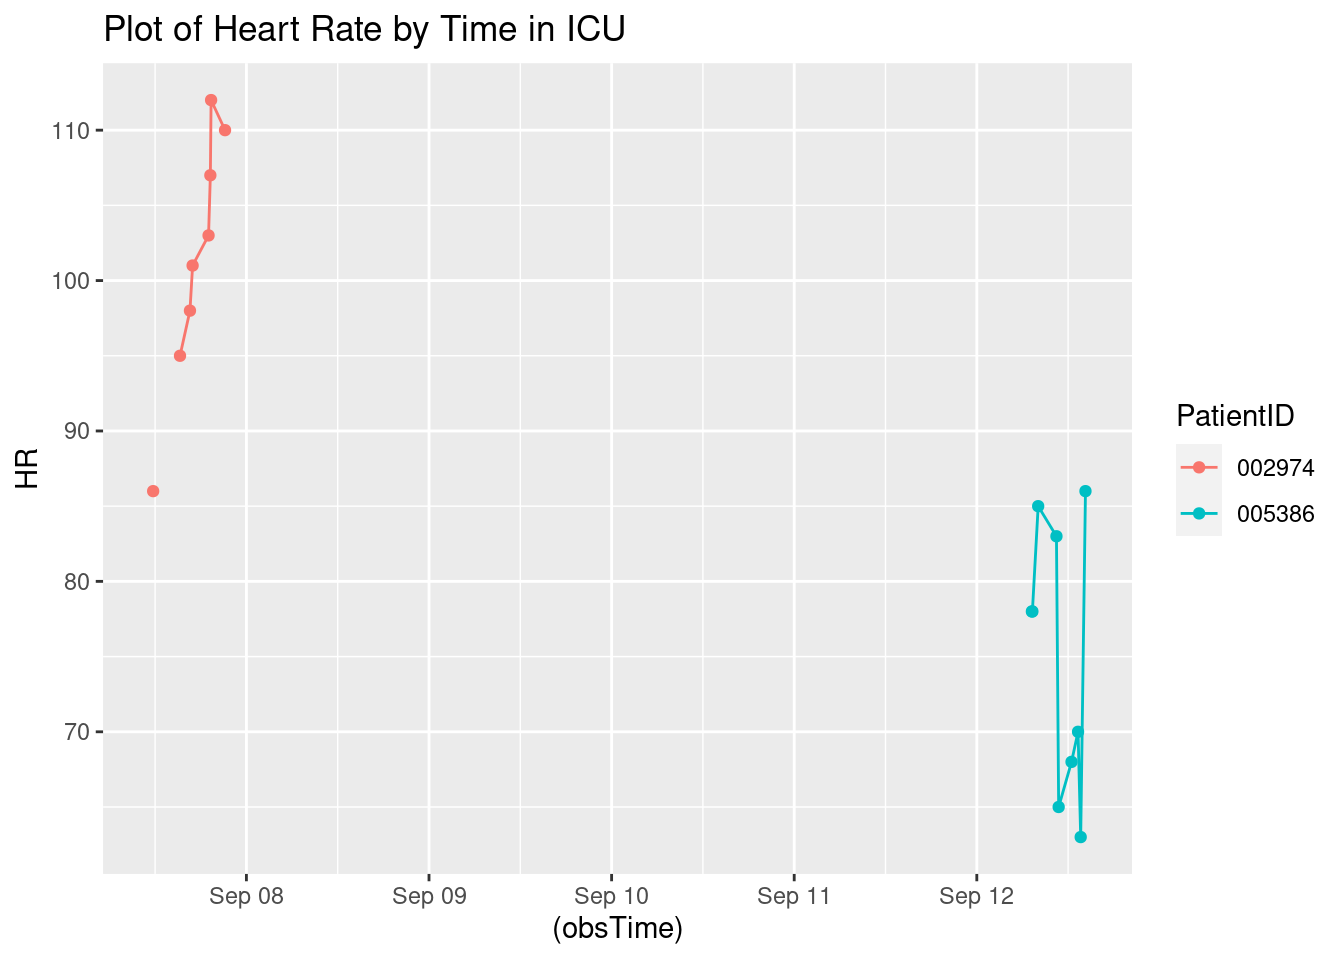 Plot of Heart Rate by Time in ICU
110
100
90
80
70
HR
Sep 08 Sep 09 Sep 10 Sep 11 Sep 12
(obsTime)
PatientID
002974
005386